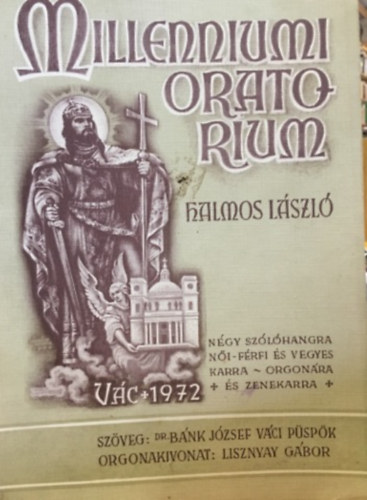 MILLENNIUMI
ORATO-
RIUM
HALMOS LÁSZLÓ
NÉGY SZÓLÓHANGRA
NŐI-FÉRFI ÉS VEGYES
KARRA ~ ORGONÁRA
+ ÉS ZENEKARRA +
VÁC + 1972
SZÖVEG: DR. BÁNK JÓZSEF VÁCI PÜSPÖK
ORGONAKIVONAT: LISZNYAY GÁBOR